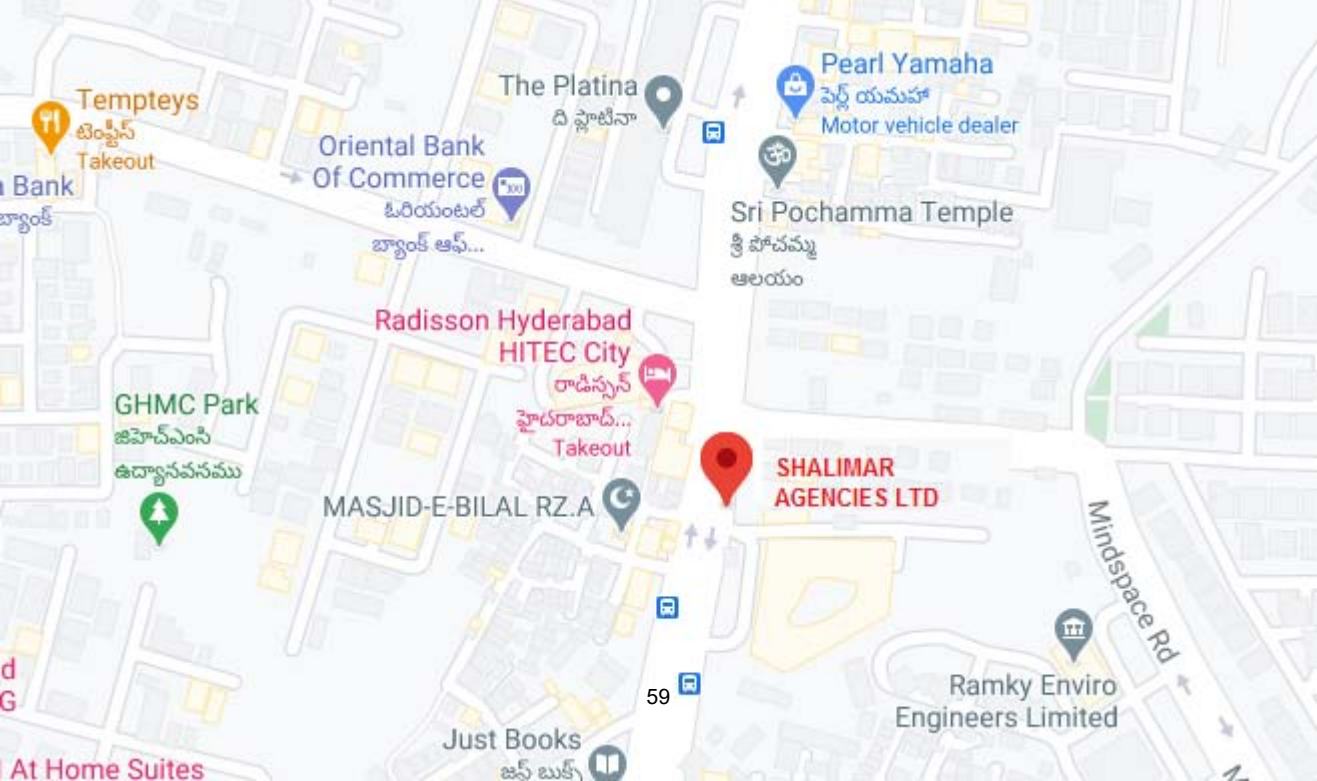 The Platina
ది ప్లాటినా
Pearl Yamaha
పెర్ల్ యమహా
Motor vehicle dealer
Tempteys
టెంప్టీస్
Takeout
Oriental Bank
Of Commerce
ఓరియంటల్
బ్యాంక్ ఆఫ్...
a Bank
బ్యాంక్
Sri Pochamma Temple
శ్రీ పోచమ్మ
ఆలయం
Radisson Hyderabad
HITEC City
రాడిస్సన్
హైదరాబాద్...
Takeout
GHMC Park
జిహెచ్ఎంసి
ఉద్యానవనము
SHALIMAR
AGENCIES LTD
MASJID-E-BILAL RZ.A
Mindspace Rd
Ramky Enviro
Engineers Limited
59
d
G
Just Books
జస్ట్ బుక్స్
At Home Suites
M